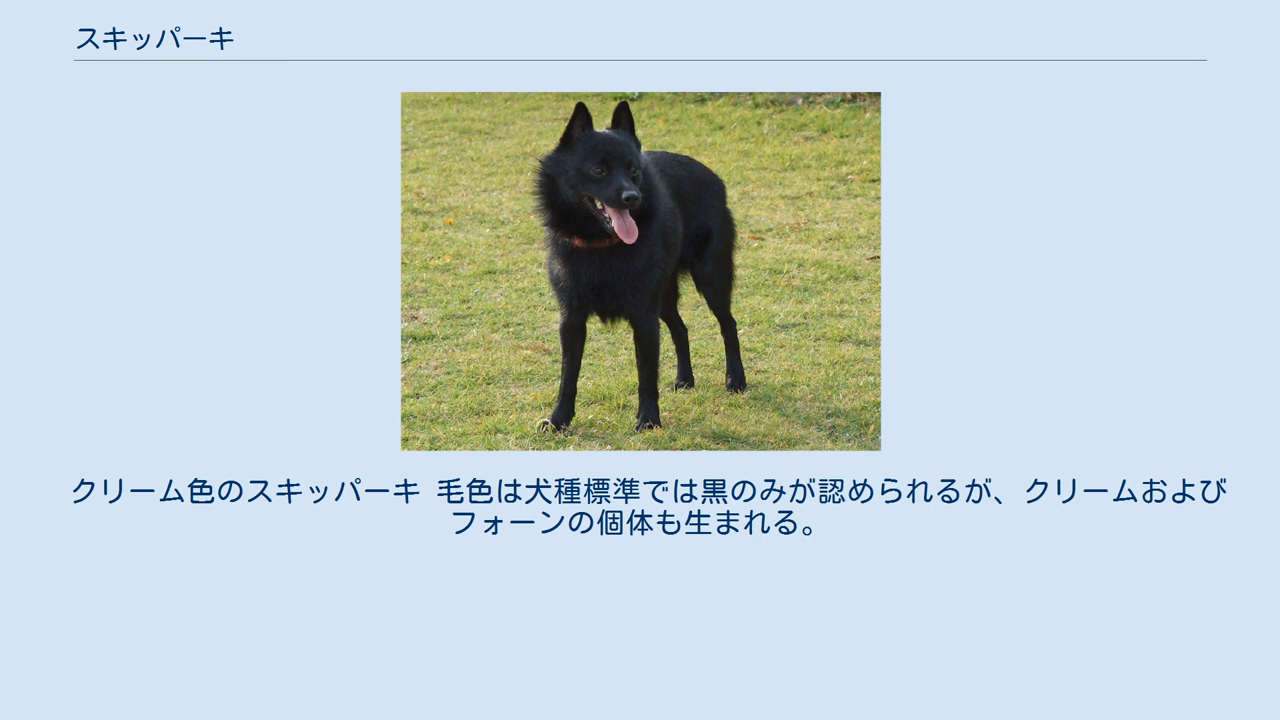 スキッパーキ
クリーム色のスキッパーキ 毛色は犬種標準では黒のみが認められるが、クリームおよび
フォーンの個体も生まれる。